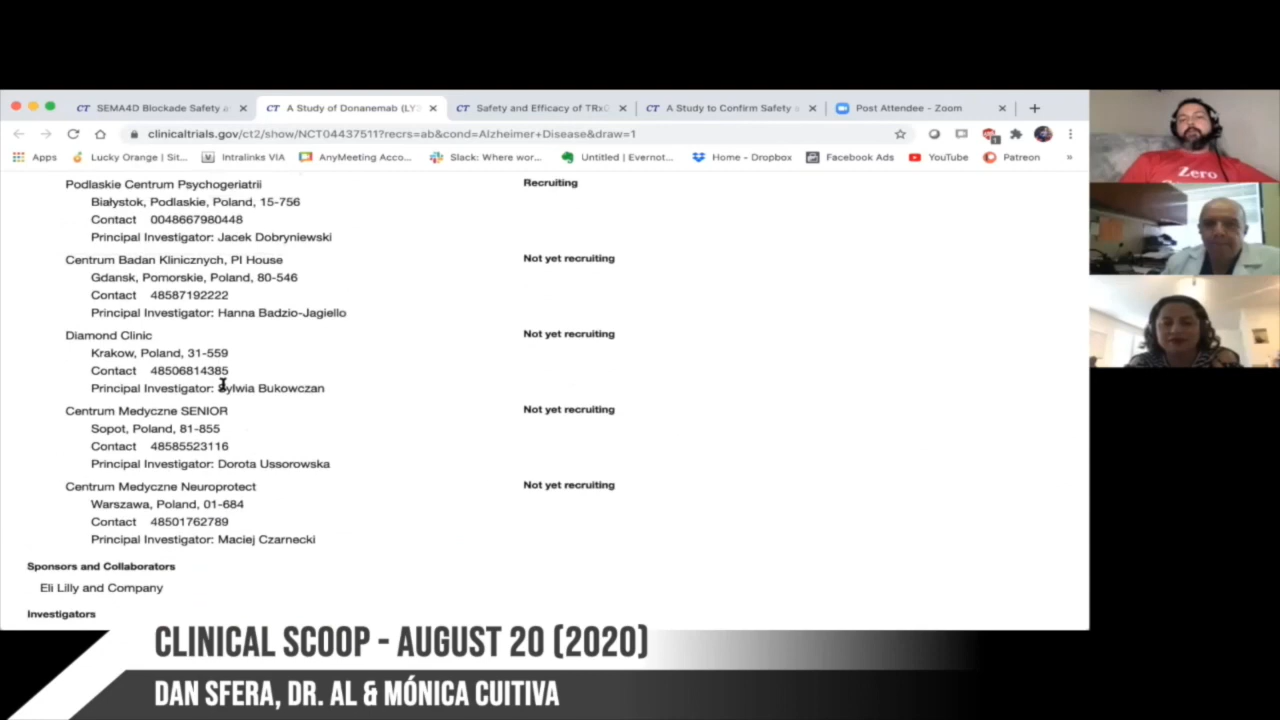 SEMA4D Blockade Safety a
A Study of Donanemab (LY
Safety and Efficacy of TRx
A Study to Confirm Safety
Post Attendee - Zoom
clinicaltrials.gov/ct2/show/NCT04437511?recrs=ab&cond=Alzheimer+Disease&draw=1
Apps
Lucky Orange | Sit...
Intralinks VIA
AnyMeeting Acco...
Slack: Where wor...
Untitled | Evernot...
Home - Dropbox
Facebook Ads
YouTube
Patreon
»
Zero
Podlaskie Centrum Psychogeriatrii
Recruiting
Białystok, Podlaskie, Poland, 15-756
Contact 0048667980448
Principal Investigator: Jacek Dobryniewski
Centrum Badan Klinicznych, PI House
Not yet recruiting
Gdansk, Pomorskie, Poland, 80-546
Contact 48587192222
Principal Investigator: Hanna Badzio-Jagiello
Diamond Clinic
Not yet recruiting
Krakow, Poland, 31-559
Contact 48506814385
Principal Investigator: Sylwia Bukowczan
Centrum Medyczne SENIOR
Not yet recruiting
Sopot, Poland, 81-855
Contact 48585523116
Principal Investigator: Dorota Ussorowska
Centrum Medyczne Neuroprotect
Not yet recruiting
Warszawa, Poland, 01-684
Contact 48501762789
Principal Investigator: Maciej Czarnecki
Sponsors and Collaborators
Eli Lilly and Company
Investigators
CLINICAL SCOOP - AUGUST 20 (2020)
DAN SFERA, DR. AL & MÓNICA CUITIVA